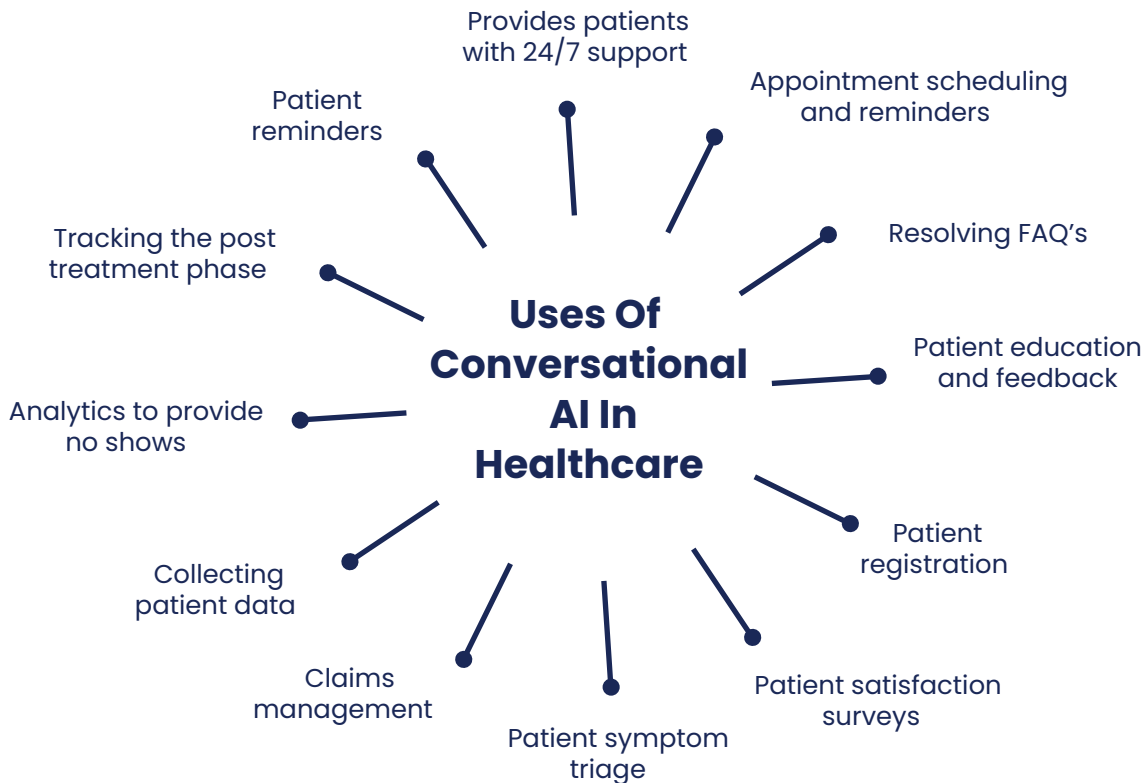 Provides patients
with 24/7 support
Appointment scheduling
and reminders
Resolving FAQ's
Patient education
and feedback
Patient
registration
Patient satisfaction
surveys
Patient symptom
triage
Claims
management
Collecting
patient data
Analytics to provide
no shows
Tracking the post
treatment phase
Patient
reminders
Uses Of
Conversational
AI In
Healthcare